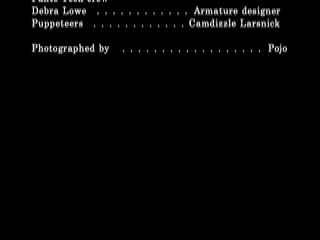 Debra Lowe . . . . . . . . . . . . Armature designer
Puppeteers . . . . . . . . . . . . Camdizzle Larsnick
Photographed by . . . . . . . . . . . . . . . . . . Pojo